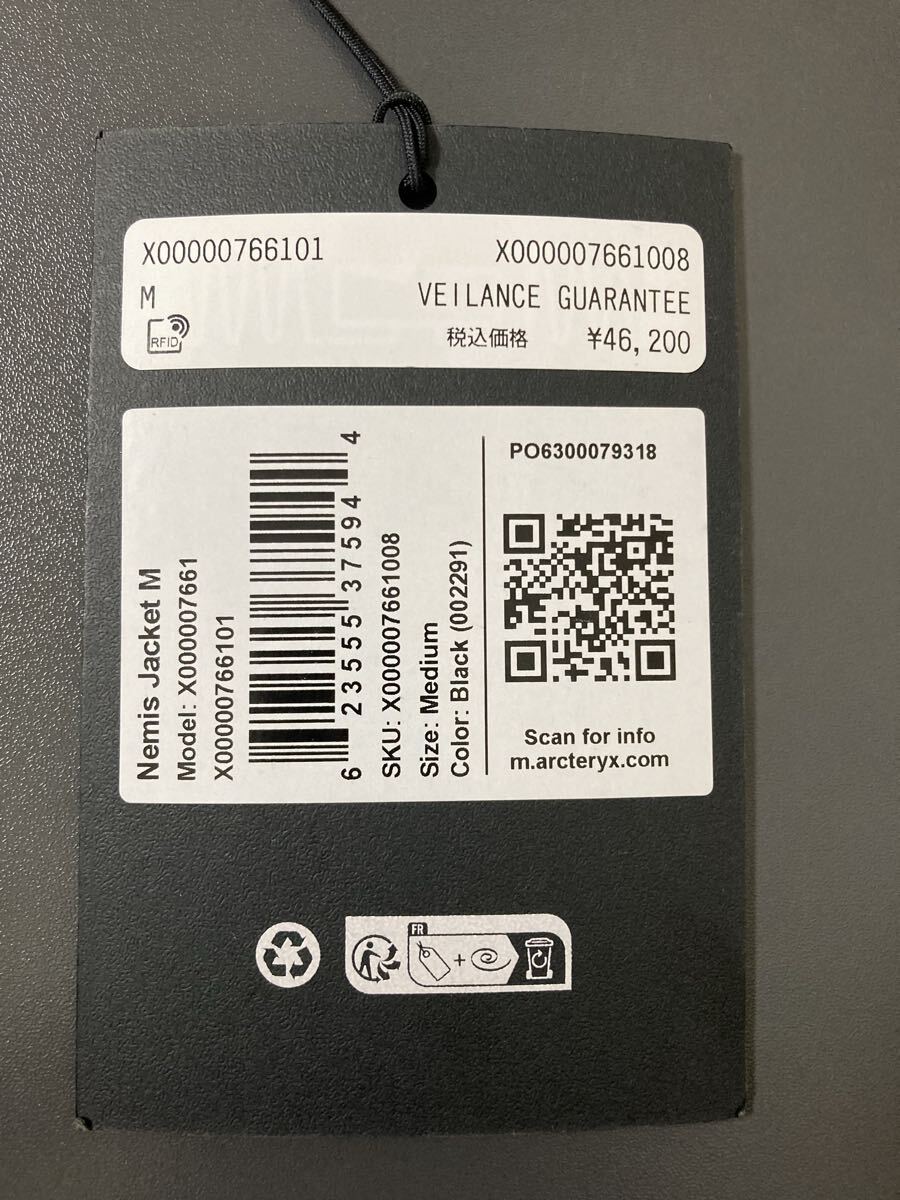 X00000766101
X000007661008
M
VEILANCE GUARANTEE
RFID
税込価格 ¥46,200
Nemis Jacket M
Model: X000007661
X00000766101
6 23555 37594 4
SKU: X000007661008
Size: Medium
Color: Black (002291)
PO6300079318
Scan for info
m.arcteryx.com
FR